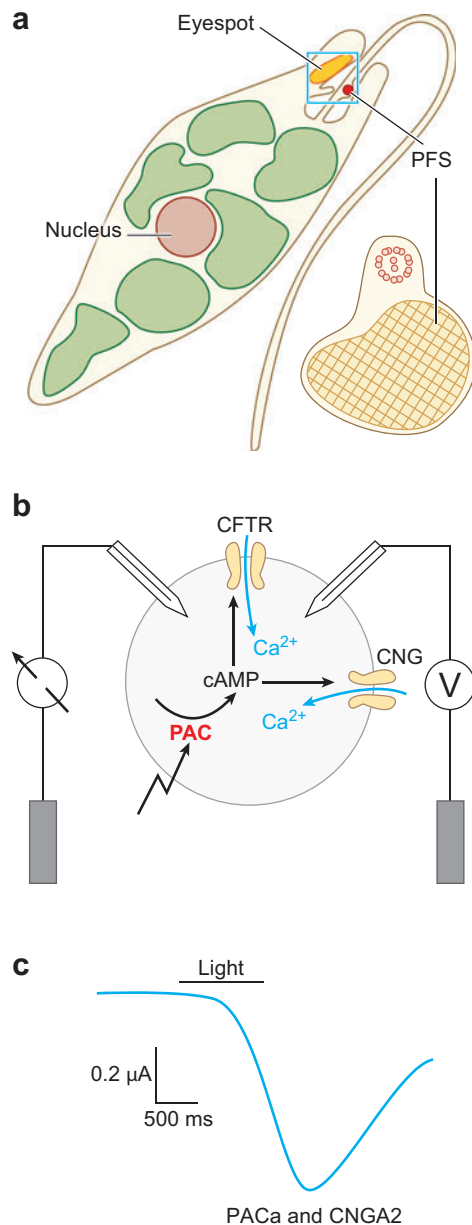 a
Eyespot
PFS
Nucleus
b
CFTR
Ca2+
cAMP
CNG
V
Ca2+
PAC
c
Light
0.2 μA
500 ms
PACa and CNGA2